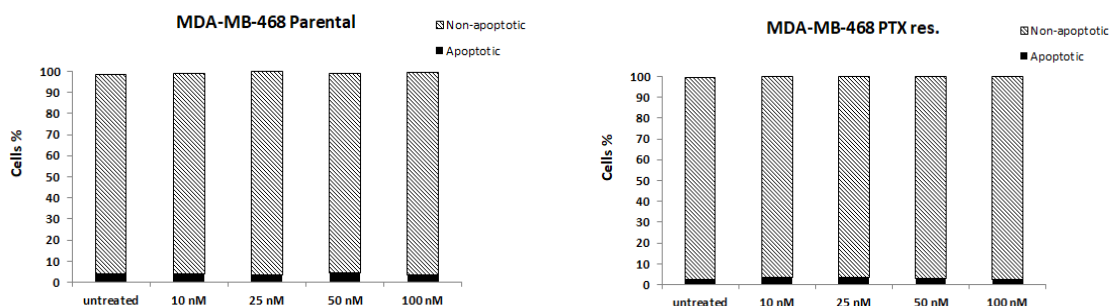 MDA-MB-468 Parental
Non-apoptotic
Apoptotic
Cells %
100
90
80
70
60
50
40
30
20
10
0
untreated 10 nM 25 nM 50 nM 100 nM
MDA-MB-468 PTX res.
Non-apoptotic
Apoptotic
Cells %
100
90
80
70
60
50
40
30
20
10
0
untreated 10 nM 25 nM 50 nM 100 nM